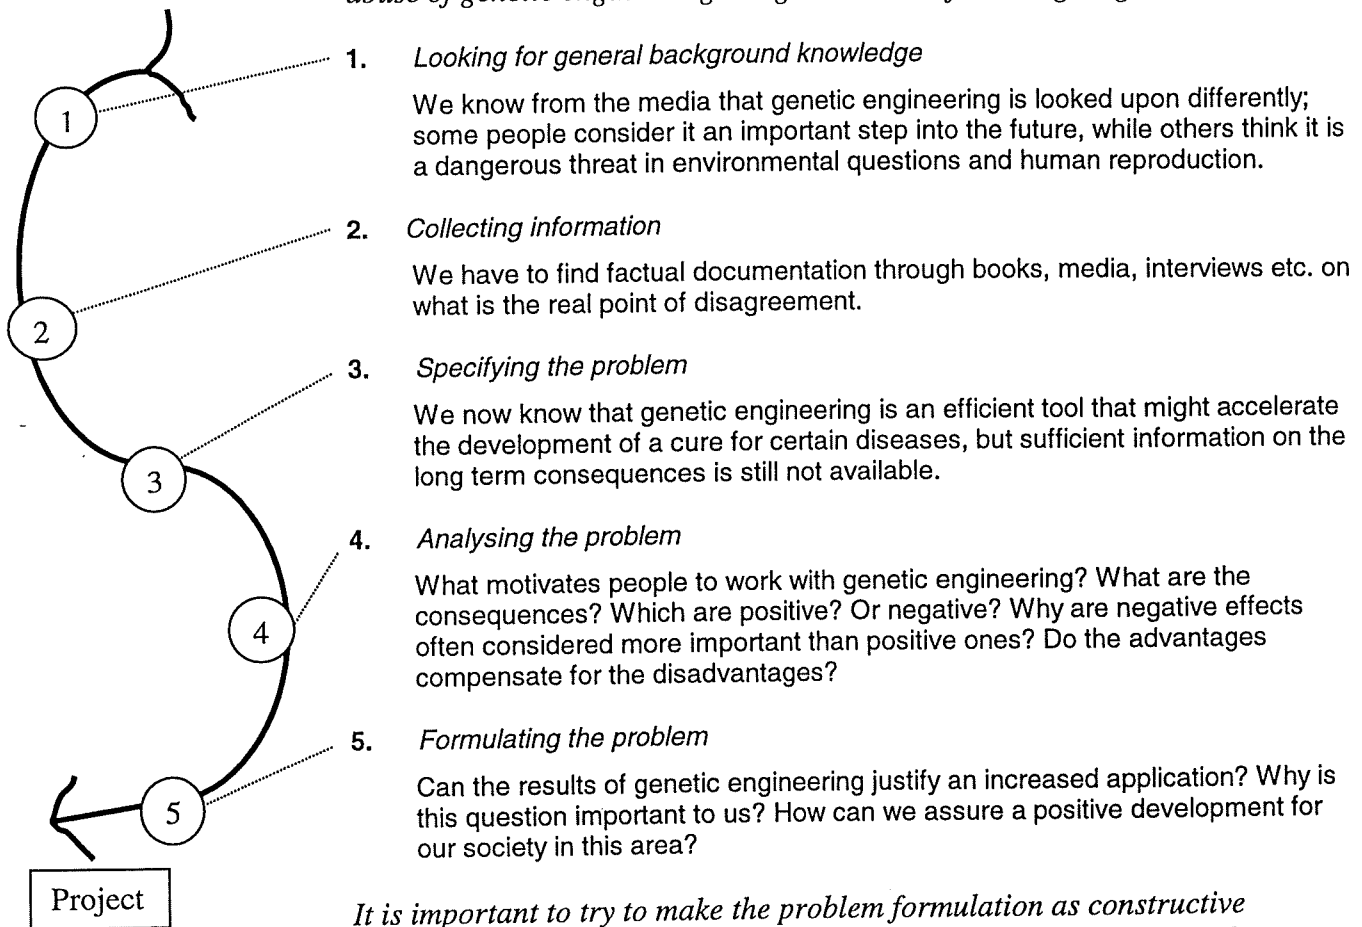 1. Looking for general background knowledge
We know from the media that genetic engineering is looked upon differently;
some people consider it an important step into the future, while others think it is
a dangerous threat in environmental questions and human reproduction.
2. Collecting information
We have to find factual documentation through books, media, interviews etc. on
what is the real point of disagreement.
3. Specifying the problem
We now know that genetic engineering is an efficient tool that might accelerate
the development of a cure for certain diseases, but sufficient information on the
long term consequences is still not available.
4. Analysing the problem
What motivates people to work with genetic engineering? What are the
consequences? Which are positive? Or negative? Why are negative effects
often considered more important than positive ones? Do the advantages
compensate for the disadvantages?
5. Formulating the problem
Can the results of genetic engineering justify an increased application? Why is
this question important to us? How can we assure a positive development for
our society in this area?
It is important to try to make the problem formulation as constructive
1
2
3
4
5
Project